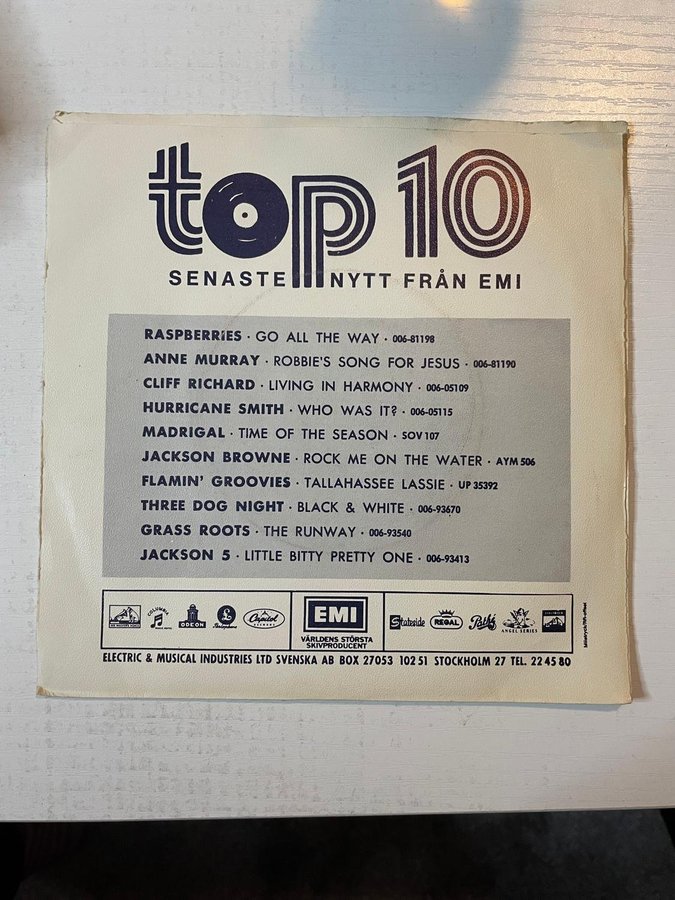 top 10
SENASTE NYTT FRÅN EMI
RASPBERRIES · GO ALL THE WAY · 006-81198
ANNE MURRAY · ROBBIE'S SONG FOR JESUS · 006-81190
CLIFF RICHARD · LIVING IN HARMONY · 006-05109
HURRICANE SMITH · WHO WAS IT? · 006-05115
MADRIGAL · TIME OF THE SEASON · SOV 107
JACKSON BROWNE · ROCK ME ON THE WATER · AYM 506
FLAMIN' GROOVIES · TALLAHASSEE LASSIE · UP 35392
THREE DOG NIGHT · BLACK & WHITE · 006-93670
GRASS ROOTS · THE RUNWAY · 006-93540
JACKSON 5 · LITTLE BITTY PRETTY ONE · 006-93413
COLUMBIA
ODEON
Parlophone
Capitol
RECORDS
EMI
VÄRLDENS STÖRSTA
SKIVPRODUCENT
Stateside
REGAL
Pathé
ANGEL SERIES
ELECTRIC & MUSICAL INDUSTRIES LTD SVENSKA AB BOX 27053 102 51 STOCKHOLM 27 TEL. 22 45 80